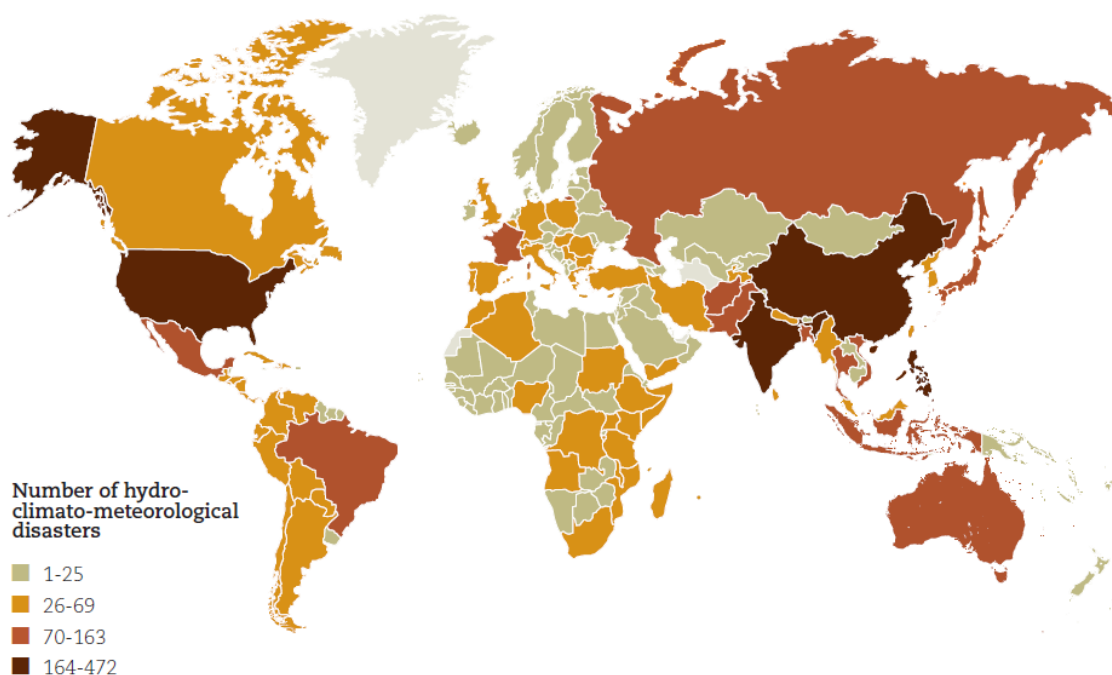 Number of hydro-
climato-meteorological
disasters
1-25
26-69
70-163
164-472